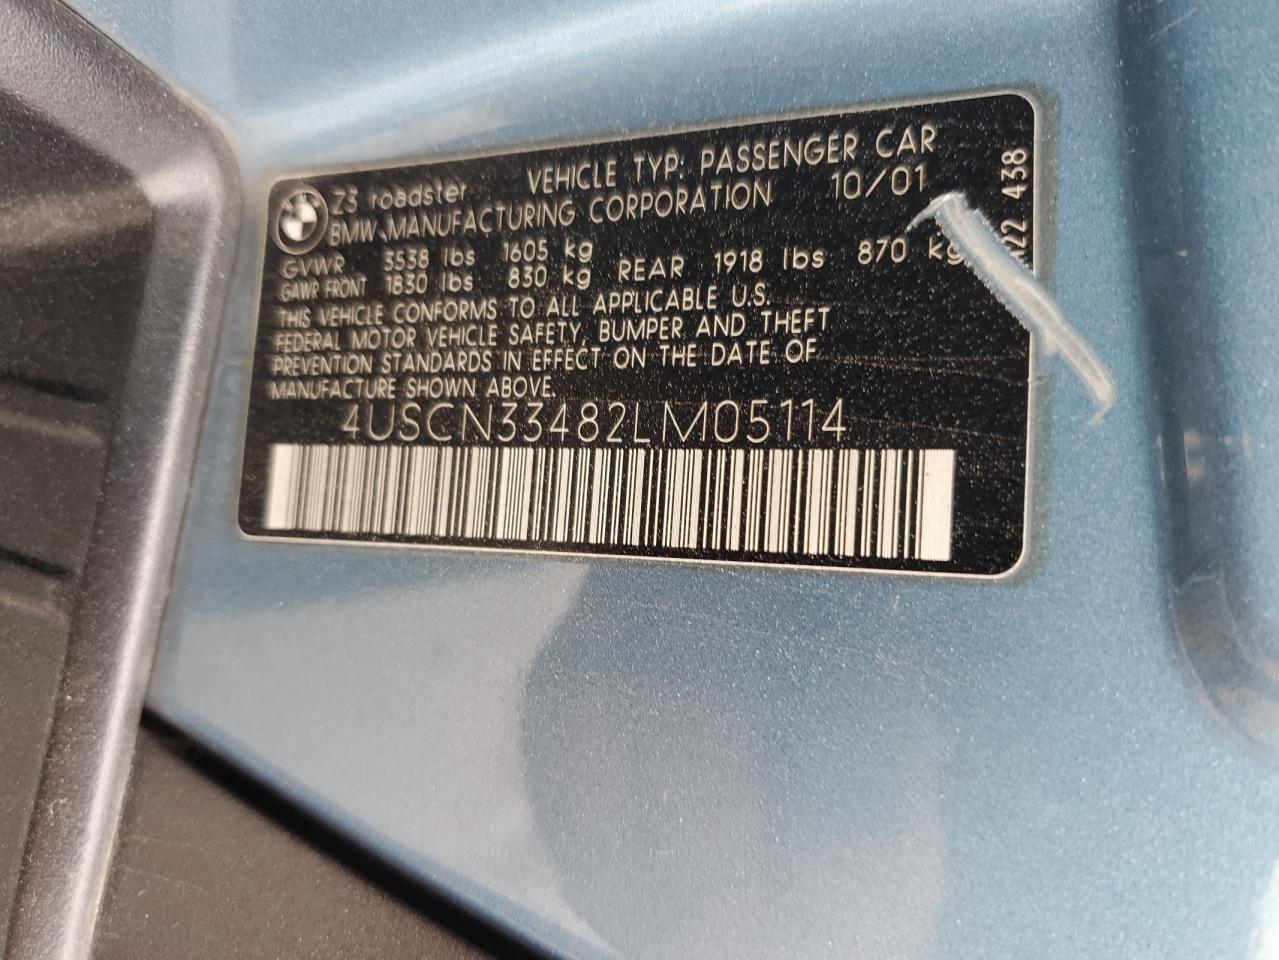 Z3 roadster VEHICLE TYP: PASSENGER CAR
BMW MANUFACTURING CORPORATION 10/01
GVWR 3538 lbs 1605 kg
GAWR FRONT 1830 lbs 830 kg REAR 1918 lbs 870 kg
THIS VEHICLE CONFORMS TO ALL APPLICABLE U.S.
FEDERAL MOTOR VEHICLE SAFETY, BUMPER AND THEFT
PREVENTION STANDARDS IN EFFECT ON THE DATE OF
MANUFACTURE SHOWN ABOVE.
4USCN33482LM05114
438